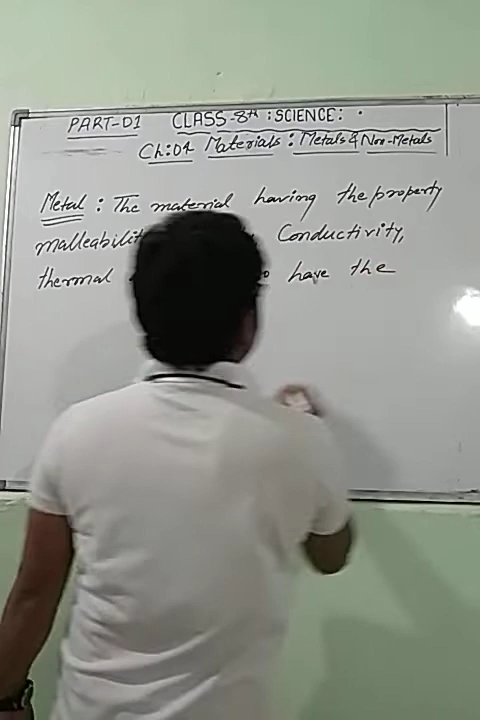 PART-01 CLASS-8th : SCIENCE:
Ch:04 Materials : Metals & Non-Metals
Metal : The material having the property
malleabilit Conductivity,
thermal have the